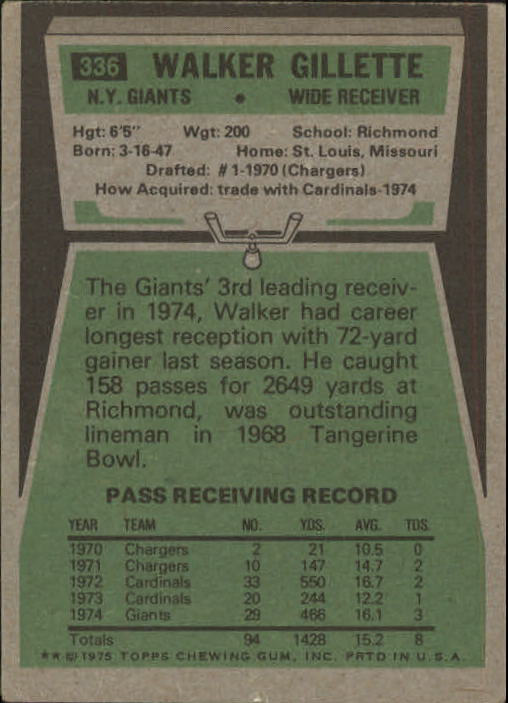 336 WALKER GILLETTE
N.Y. GIANTS • WIDE RECEIVER
Hgt: 6'5" Wgt: 200 School: Richmond
Born: 3-16-47 Home: St. Louis, Missouri
Drafted: #1-1970 (Chargers)
How Acquired: trade with Cardinals-1974
The Giants' 3rd leading receiv-
er in 1974, Walker had career
longest reception with 72-yard
gainer last season. He caught
158 passes for 2649 yards at
Richmond, was outstanding
lineman in 1968 Tangerine
Bowl.
PASS RECEIVING RECORD
YEAR TEAM NO. YDS. AVG. TDS.
1970 Chargers 2 21 10.5 0
1971 Chargers 10 147 14.7 2
1972 Cardinals 33 550 16.7 2
1973 Cardinals 20 244 12.2 1
1974 Giants 29 466 16.1 3
Totals 94 1428 15.2 8
** © 1975 TOPPS CHEWING GUM, INC. PRTD IN U.S.A.